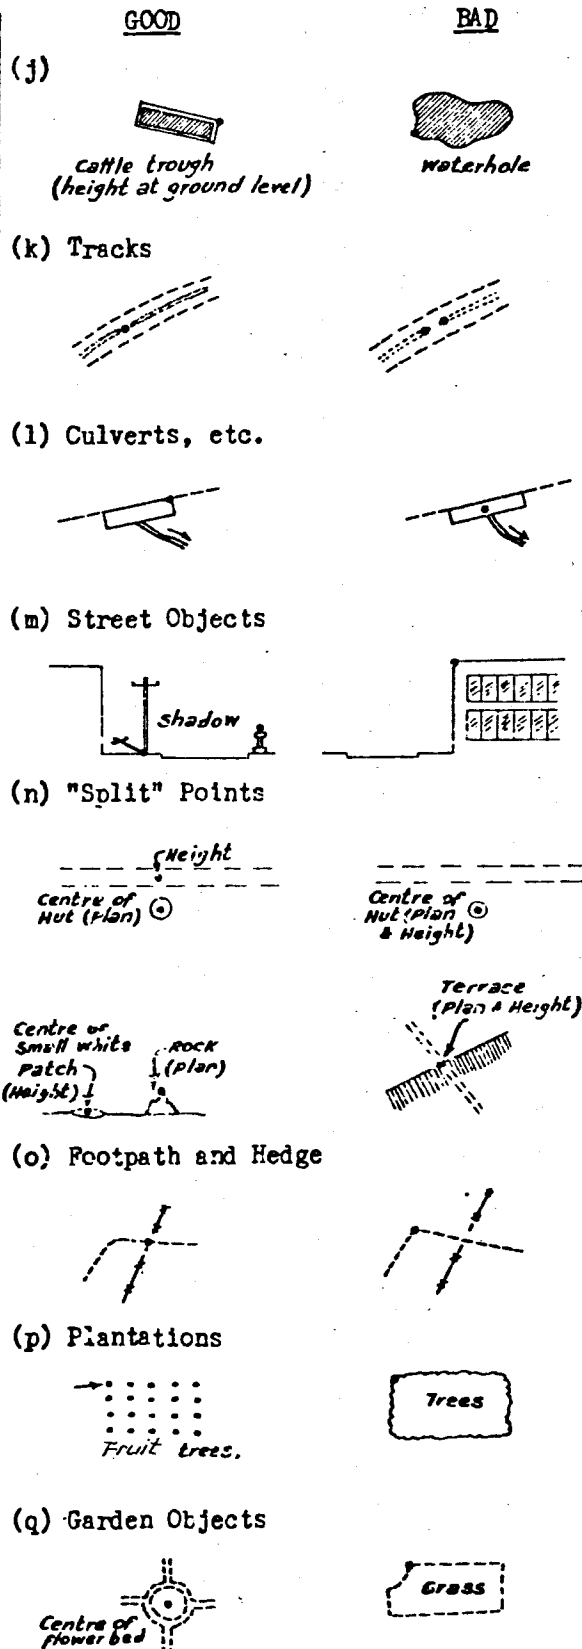 GOOD BAD
(j)
Cattle trough
(height at ground level)
waterhole
(k) Tracks
(l) Culverts, etc.
(m) Street Objects
Shadow
(n) "Split" Points
Height
Centre of
Hut (Plan)
Centre of
Hut (Plan
& Height)
Centre of
Small white
Patch
(Height)
Rock
(Plan)
Terrace
(Plan & Height)
(o) Footpath and Hedge
(p) Plantations
Fruit trees.
Trees
(q) Garden Objects
Centre of
flower bed
Grass